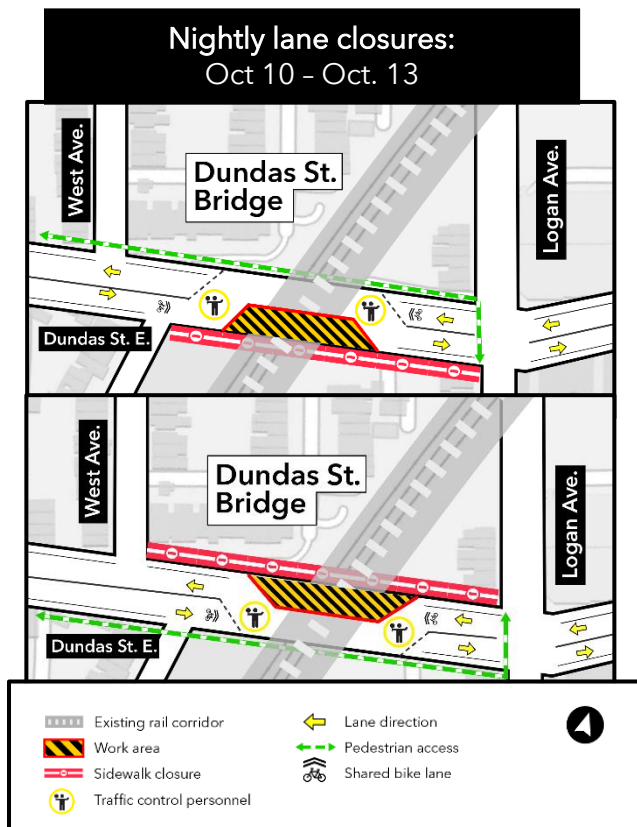 Nightly lane closures:
Oct 10 – Oct. 13
West Ave.
Dundas St.
Bridge
Logan Ave.
Dundas St. E.
West Ave.
Dundas St.
Bridge
Logan Ave.
Dundas St. E.
Existing rail corridor
Work area
Sidewalk closure
Traffic control personnel
Lane direction
Pedestrian access
Shared bike lane